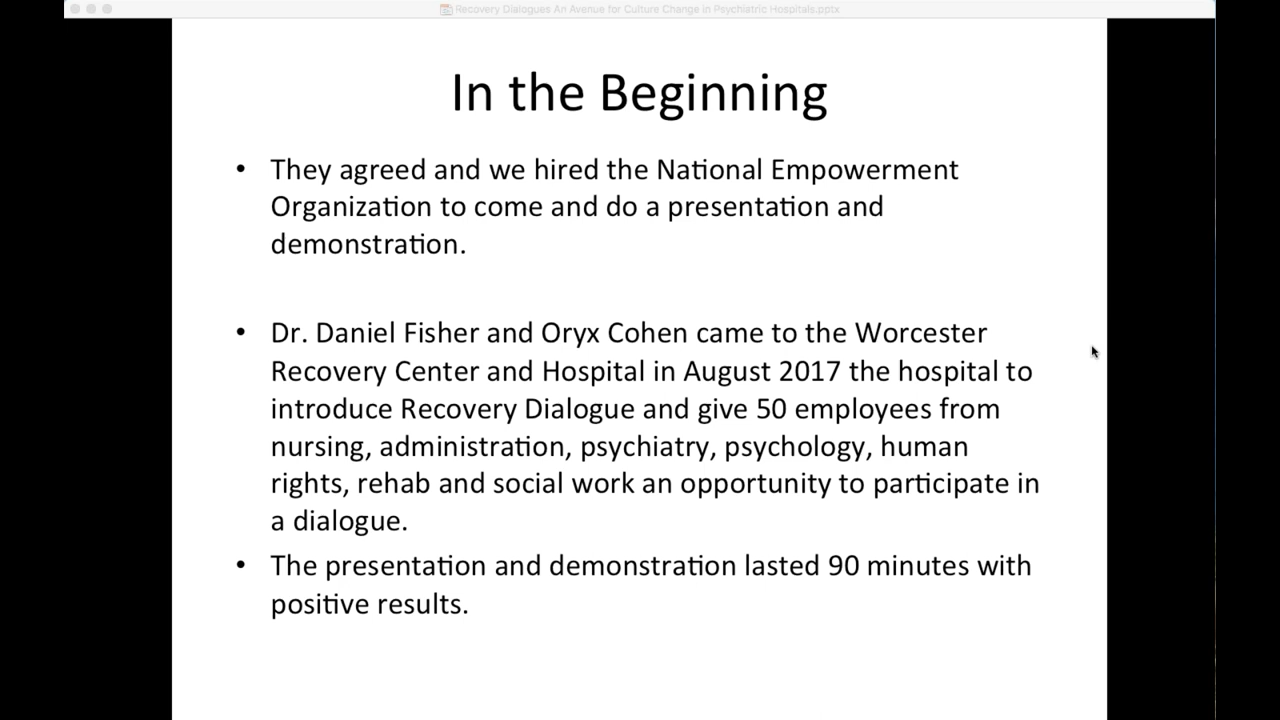 Recovery Dialogues An Avenue for Culture Change in Psychiatric Hospitals.pptx
In the Beginning
• They agreed and we hired the National Empowerment
Organization to come and do a presentation and
demonstration.
• Dr. Daniel Fisher and Oryx Cohen came to the Worcester
Recovery Center and Hospital in August 2017 the hospital to
introduce Recovery Dialogue and give 50 employees from
nursing, administration, psychiatry, psychology, human
rights, rehab and social work an opportunity to participate in
a dialogue.
• The presentation and demonstration lasted 90 minutes with
positive results.